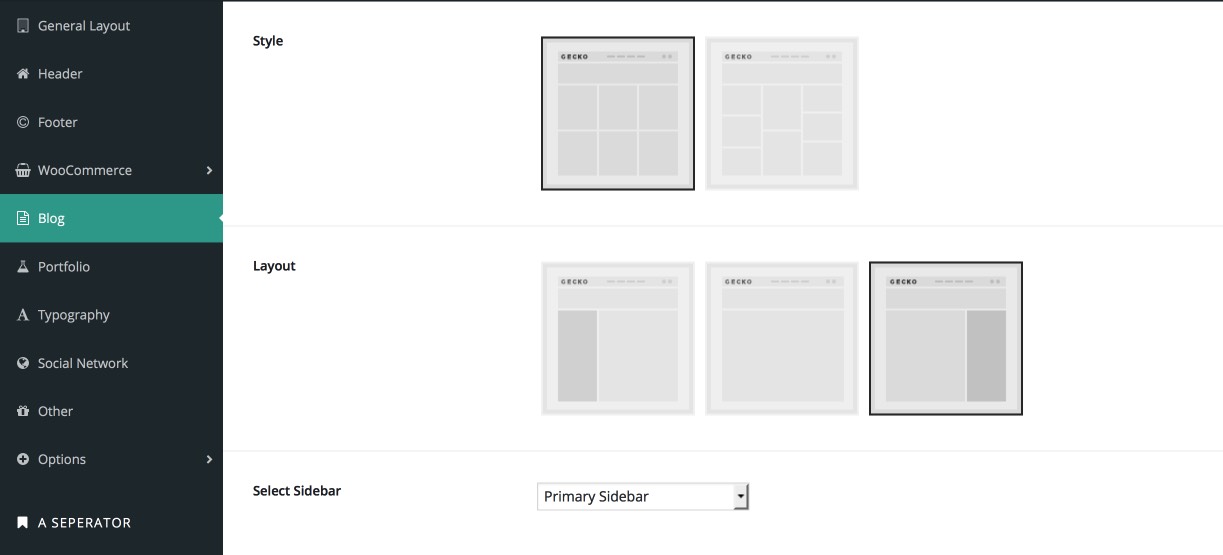 General Layout
Header
Footer
WooCommerce
Blog
Portfolio
Typography
Social Network
Other
Options
A SEPERATOR
Style
GECKO
GECKO
Layout
GECKO
GECKO
GECKO
Select Sidebar
Primary Sidebar